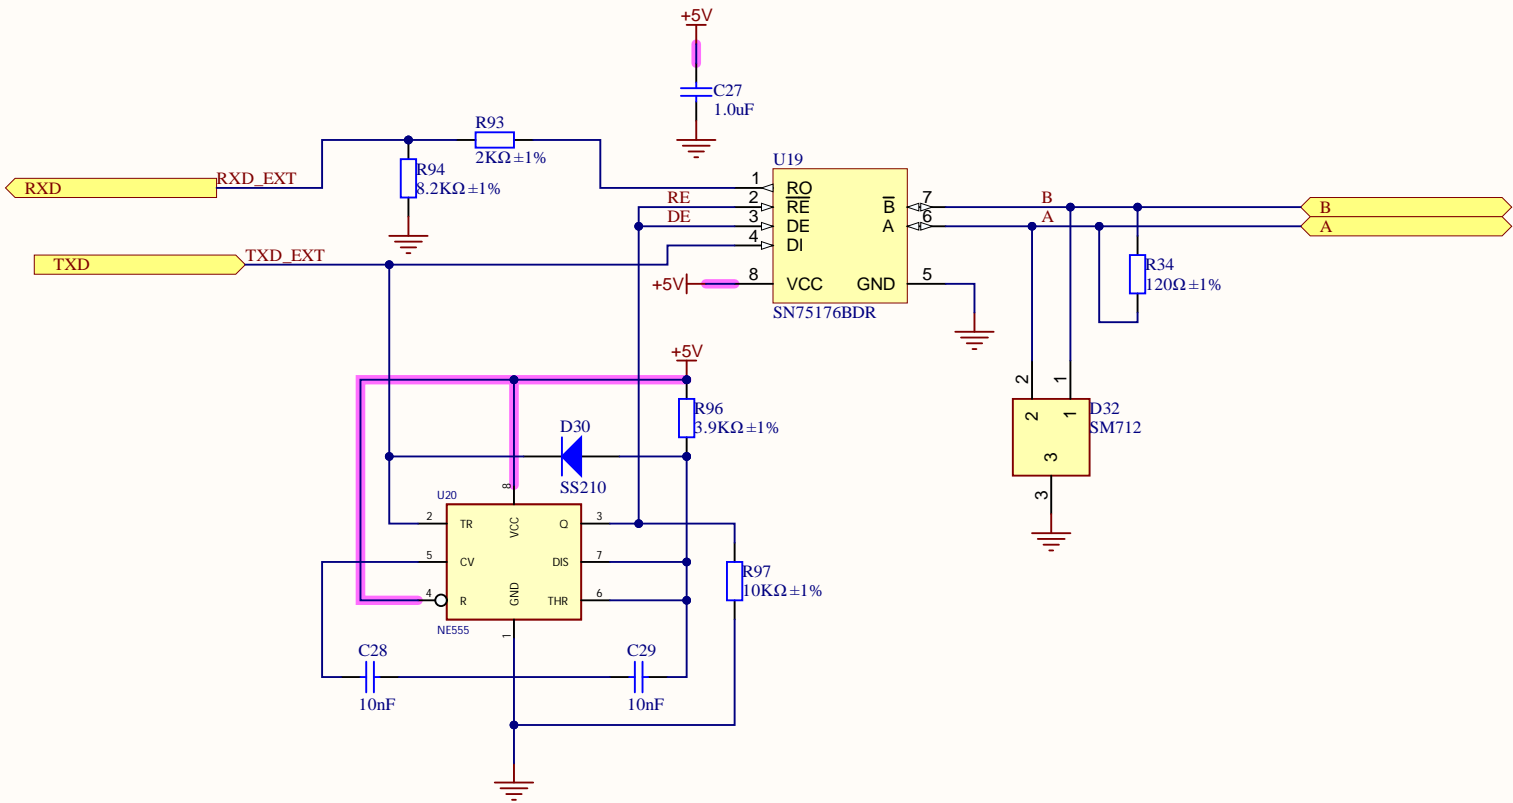 +5V
C27
1.0uF
R93
2KΩ±1%
R94
8.2KΩ±1%
RXD
RXD_EXT
TXD
TXD_EXT
U19
1
RO
RE
2
RE
DE
3
DE
4
DI
+5V
8
VCC
GND
5
B
7
A
6
SN75176BDR
B
A
B
A
R34
120Ω±1%
+5V
R96
3.9KΩ±1%
D30
SS210
2
1
2
1
3
3
D32
SM712
U20
8
2
TR
VCC
Q
3
5
CV
DIS
7
4
R
GND
THR
6
NE555
1
R97
10KΩ±1%
C28
10nF
C29
10nF